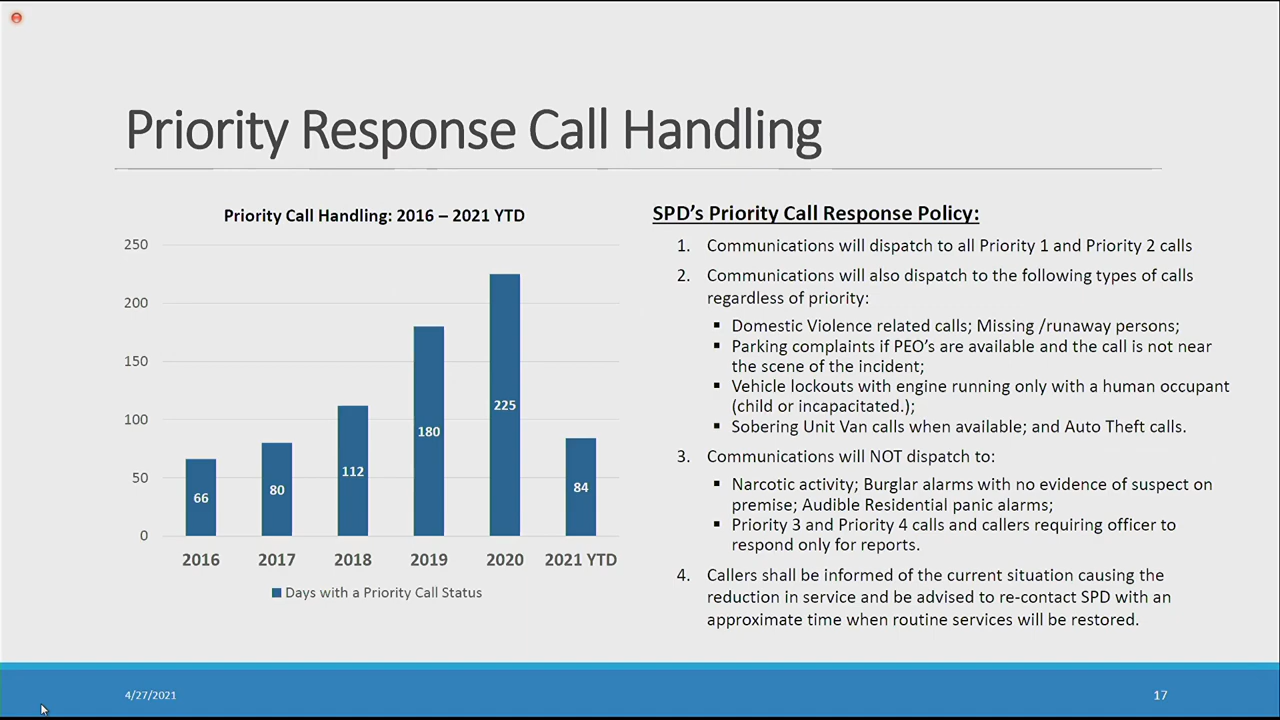 Priority Response Call Handling
Priority Call Handling: 2016 – 2021 YTD
250
200
150
100
50
0
66
80
112
180
225
84
2016
2017
2018
2019
2020
2021 YTD
Days with a Priority Call Status
SPD's Priority Call Response Policy:
1. Communications will dispatch to all Priority 1 and Priority 2 calls
2. Communications will also dispatch to the following types of calls
regardless of priority:
▪ Domestic Violence related calls; Missing /runaway persons;
▪ Parking complaints if PEO's are available and the call is not near
the scene of the incident;
▪ Vehicle lockouts with engine running only with a human occupant
(child or incapacitated.);
▪ Sobering Unit Van calls when available; and Auto Theft calls.
3. Communications will NOT dispatch to:
▪ Narcotic activity; Burglar alarms with no evidence of suspect on
premise; Audible Residential panic alarms;
▪ Priority 3 and Priority 4 calls and callers requiring officer to
respond only for reports.
4. Callers shall be informed of the current situation causing the
reduction in service and be advised to re-contact SPD with an
approximate time when routine services will be restored.
4/27/2021
17